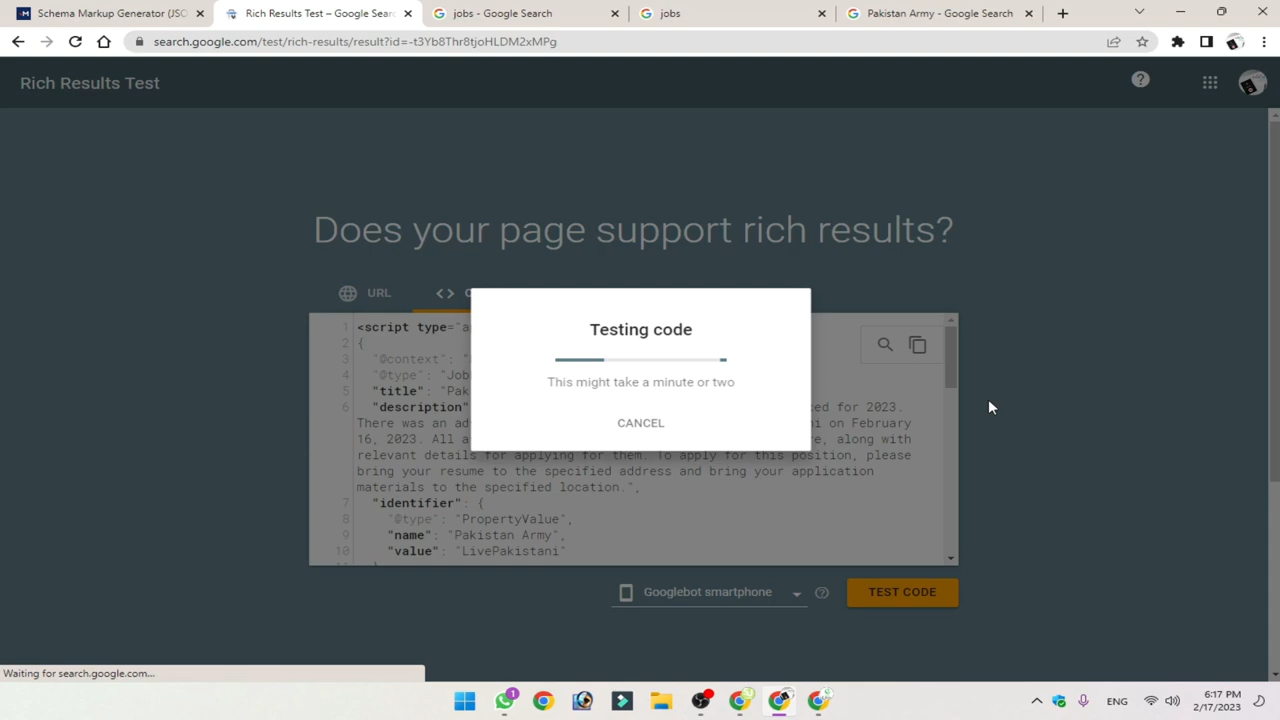 Schema Markup Generator (JSO
Rich Results Test – Google Sear
jobs - Google Search
jobs
Pakistan Army - Google Search
search.google.com/test/rich-results/result?id=-t3Yb8Thr8tjoHLDM2xMPg
Rich Results Test
Does your page support rich results?
URL
<> C
1 <script type="a
2 {
3 "@context": "
4 "@type": "Job
5 "title": "Pak
6 "description" ced for 2023.
There was an ad ni on February
16, 2023. All a e, along with
relevant details for applying for them. To apply for this position, please
bring your resume to the specified address and bring your application
materials to the specified location.",
7 "identifier": {
8 "@type": "PropertyValue",
9 "name": "Pakistan Army",
10 "value": "LivePakistani"
Testing code
This might take a minute or two
CANCEL
Googlebot smartphone
TEST CODE
Waiting for search.google.com...
1
ENG
6:17 PM
2/17/2023